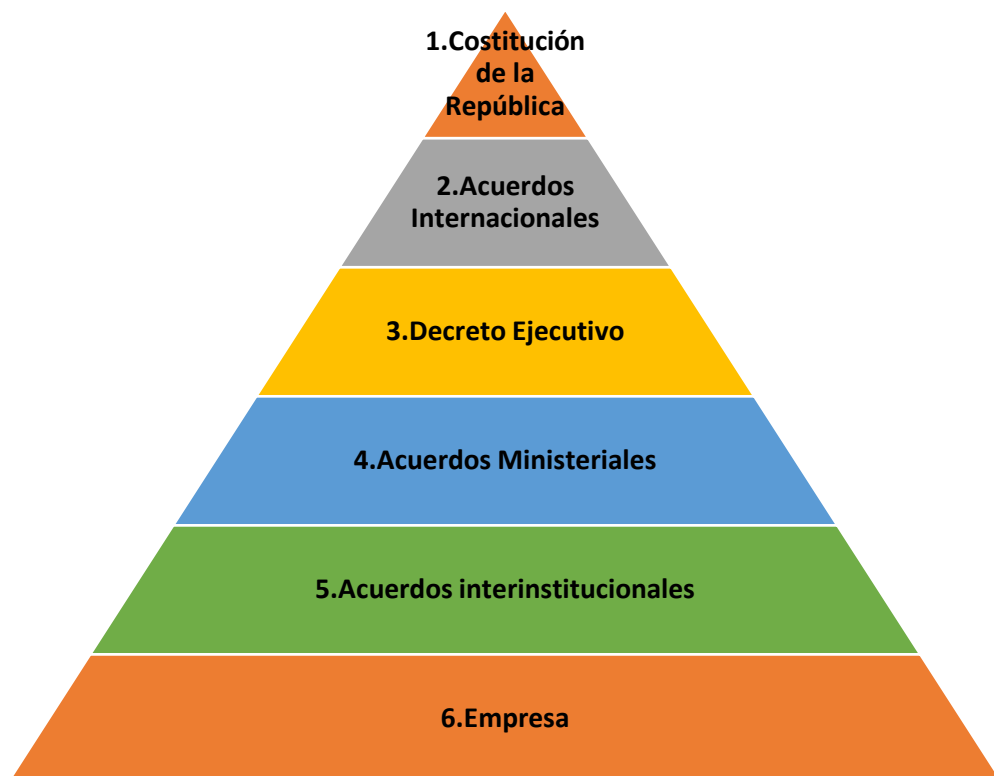 1.Costitución
de la
República
2.Acuerdos
Internacionales
3.Decreto Ejecutivo
4.Acuerdos Ministeriales
5.Acuerdos interinstitucionales
6.Empresa